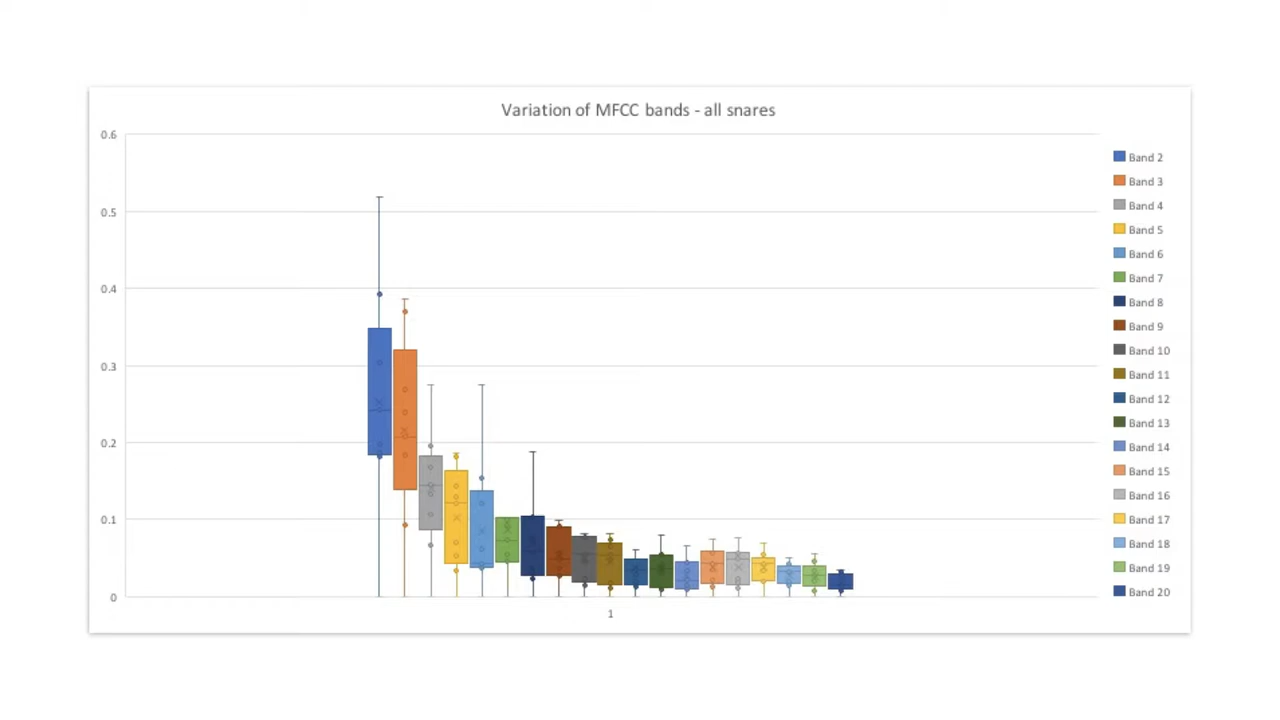 Variation of MFCC bands - all snares
0.6
0.5
0.4
0.3
0.2
0.1
0
1
Band 2
Band 3
Band 4
Band 5
Band 6
Band 7
Band 8
Band 9
Band 10
Band 11
Band 12
Band 13
Band 14
Band 15
Band 16
Band 17
Band 18
Band 19
Band 20